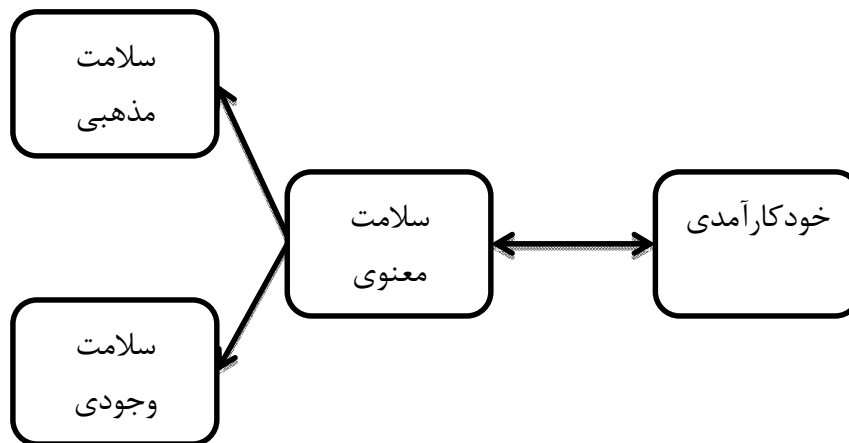 سلامت
مذهبی
خودکارآمدی
سلامت
معنوی
سلامت
وجودی